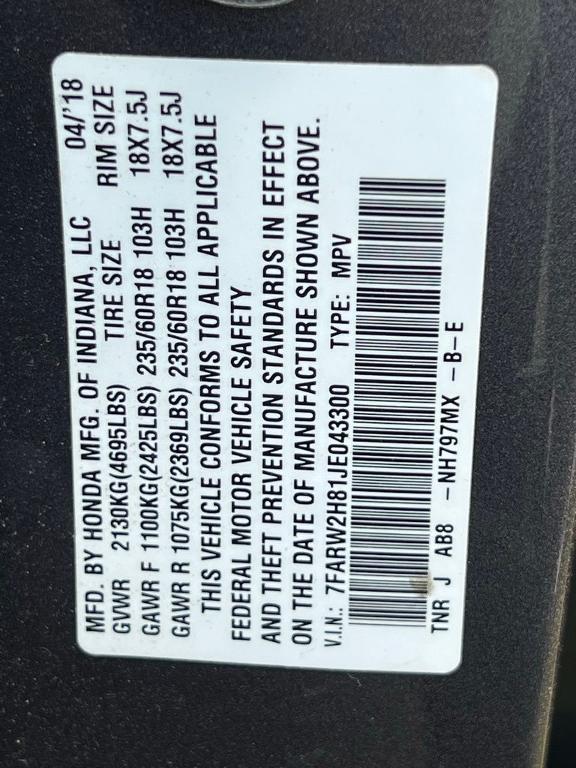 MFD. BY HONDA MFG. OF INDIANA, LLC 04/'18
GVWR 2130KG(4695LBS) TIRE SIZE RIM SIZE
GAWR F 1100KG(2425LBS) 235/60R18 103H 18X7.5J
GAWR R 1075KG(2369LBS) 235/60R18 103H 18X7.5J
THIS VEHICLE CONFORMS TO ALL APPLICABLE
FEDERAL MOTOR VEHICLE SAFETY
AND THEFT PREVENTION STANDARDS IN EFFECT
ON THE DATE OF MANUFACTURE SHOWN ABOVE.
V.I.N.: 7FARW2H81JE043300 TYPE: MPV
TNR J AB8 -NH797MX -B-E